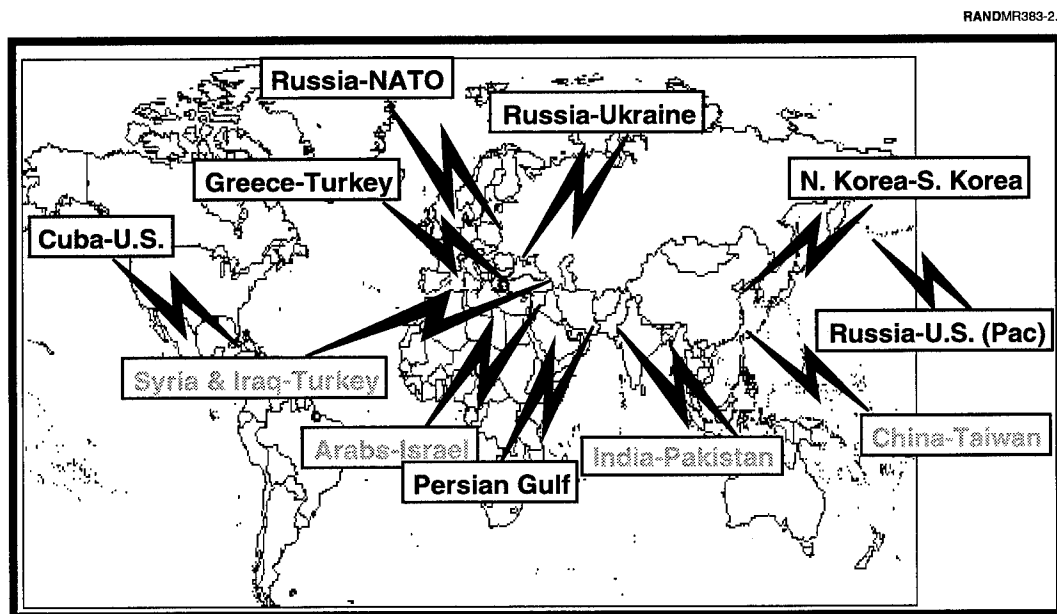 RANDMR383-2.
Russia-NATO
Russia-Ukraine
Greece-Turkey
N. Korea-S. Korea
Cuba-U.S.
Russia-U.S. (Pac)
Syria & Iraq-Turkey
Arabs-Israel
India-Pakistan
China-Taiwan
Persian Gulf